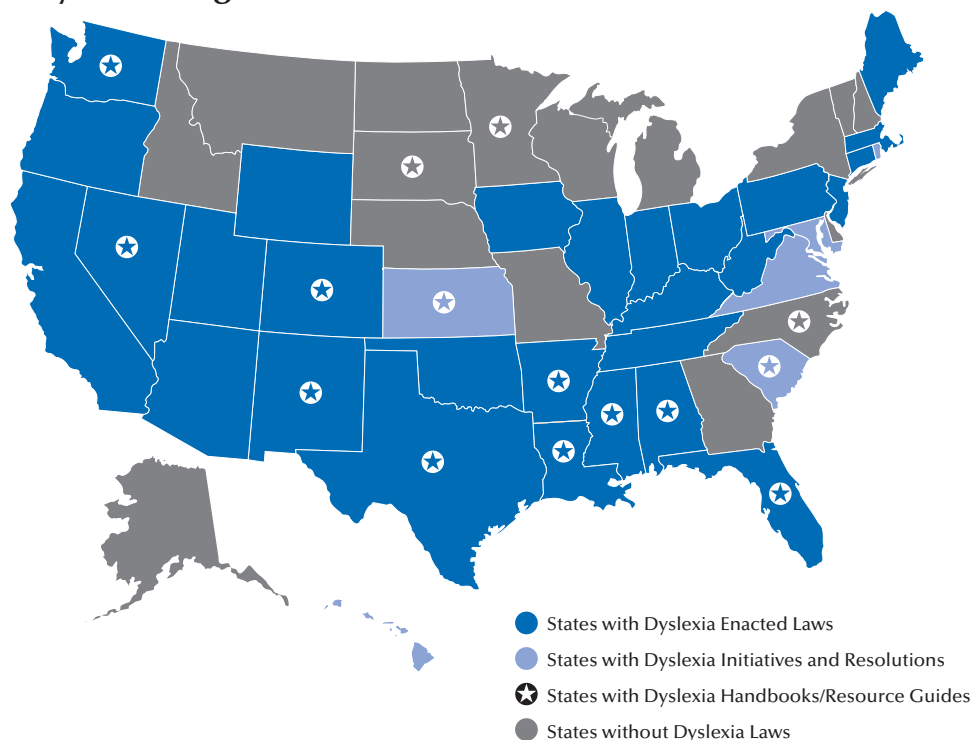 States with Dyslexia Enacted Laws
States with Dyslexia Initiatives and Resolutions
States with Dyslexia Handbooks/Resource Guides
States without Dyslexia Laws